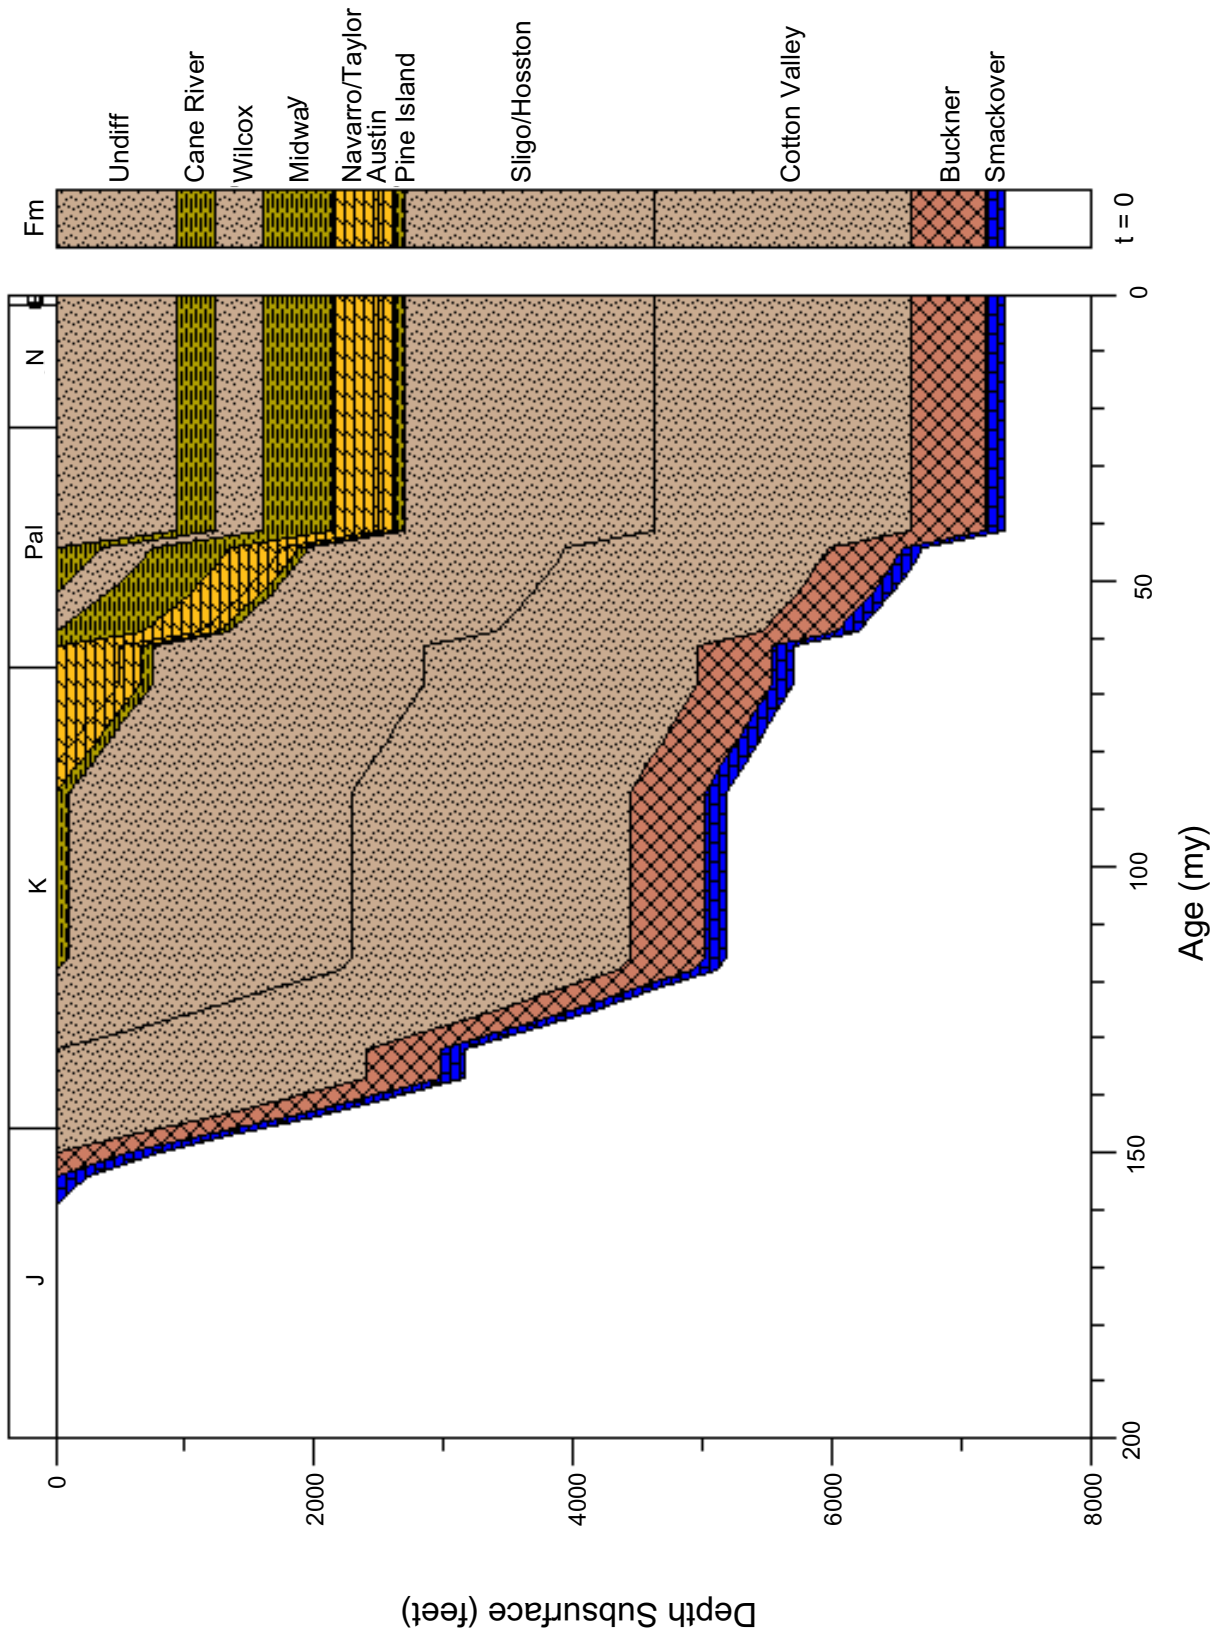 Fm
Undiff
Cane River
Wilcox
Midway
Navarro/Taylor
Austin
Pine Island
Sligo/Hosston
Cotton Valley
Buckner
Smackover
t = 0
N
Pal
K
J
0
50
100
150
200
Age (my)
0
2000
4000
6000
8000
Depth Subsurface (feet)